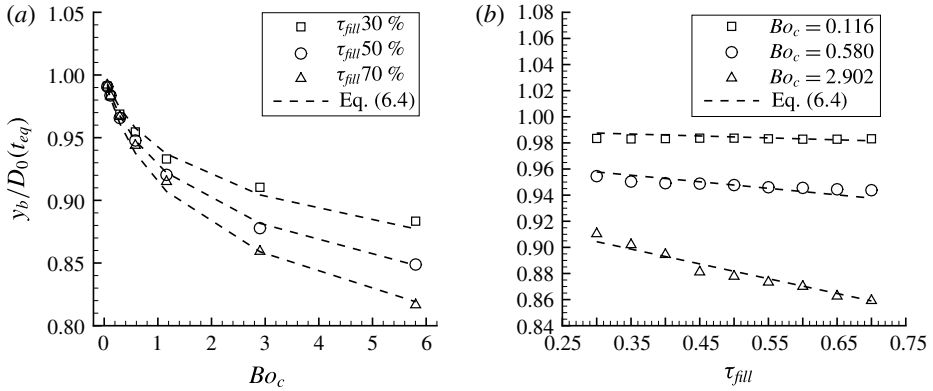 (a)
1.05
1.00
0.95
0.90
0.85
0.80
y_b/D_0(t_eq)
τ_fill 30 %
τ_fill 50 %
τ_fill 70 %
Eq. (6.4)
0 1 2 3 4 5 6
Bo_c
(b)
1.08
1.06
1.04
1.02
1.00
0.98
0.96
0.94
0.92
0.90
0.88
0.86
0.84
Bo_c = 0.116
Bo_c = 0.580
Bo_c = 2.902
Eq. (6.4)
0.25 0.35 0.45 0.55 0.65 0.75
τ_fill